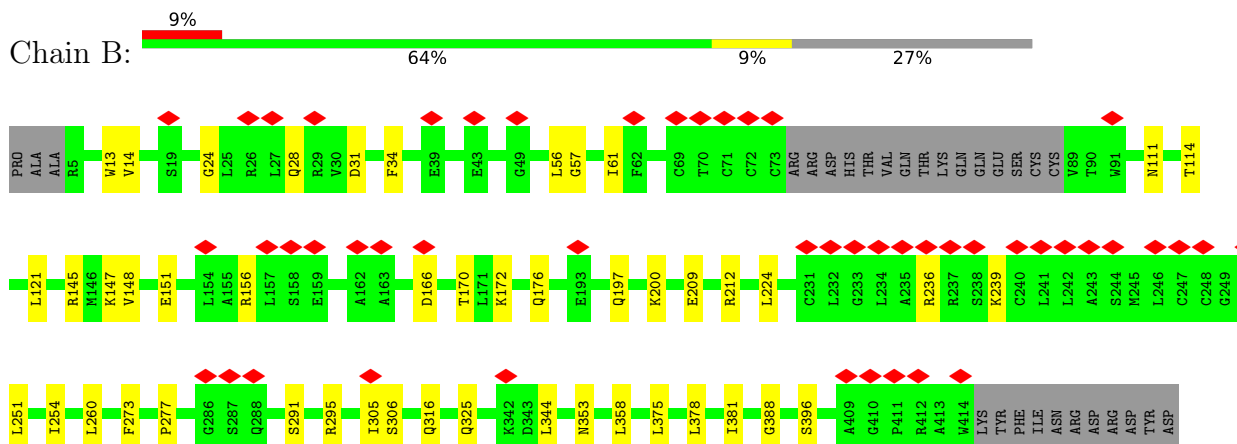 9%
Chain B:
64% 9% 27%
PRO ALA ALA R5 W13 V14 S19 G24 L25 R26 L27 Q28 R29 V30 D31 F34 E39 E43 G49 L56 G57 I61 F62 C69 T70 C71 C72 C73 ARG ARG ASP HIS THR VAL GLN THR LYS GLN GLN GLU SER CYS CYS V89 T90 W91 N111 T114
L121 R145 M146 K147 V148 E151 L154 A155 R156 L157 S158 E159 A162 A163 D166 T170 L171 K172 Q176 E193 Q197 K200 E209 R212 L224 C231 L232 G233 L234 A235 R236 R237 S238 K239 C240 L241 L242 A243 S244 M245 L246 C247 C248 G249
L251 I254 L260 F273 P277 G286 S287 Q288 S291 R295 I305 S306 Q316 Q325 K342 D343 L344 N353 L358 L375 L378 I381 G388 S396 A409 G410 P411 R412 A413 W414 LYS TYR PHE ILE ASN ARG ASP ARG ASP TYR ASP